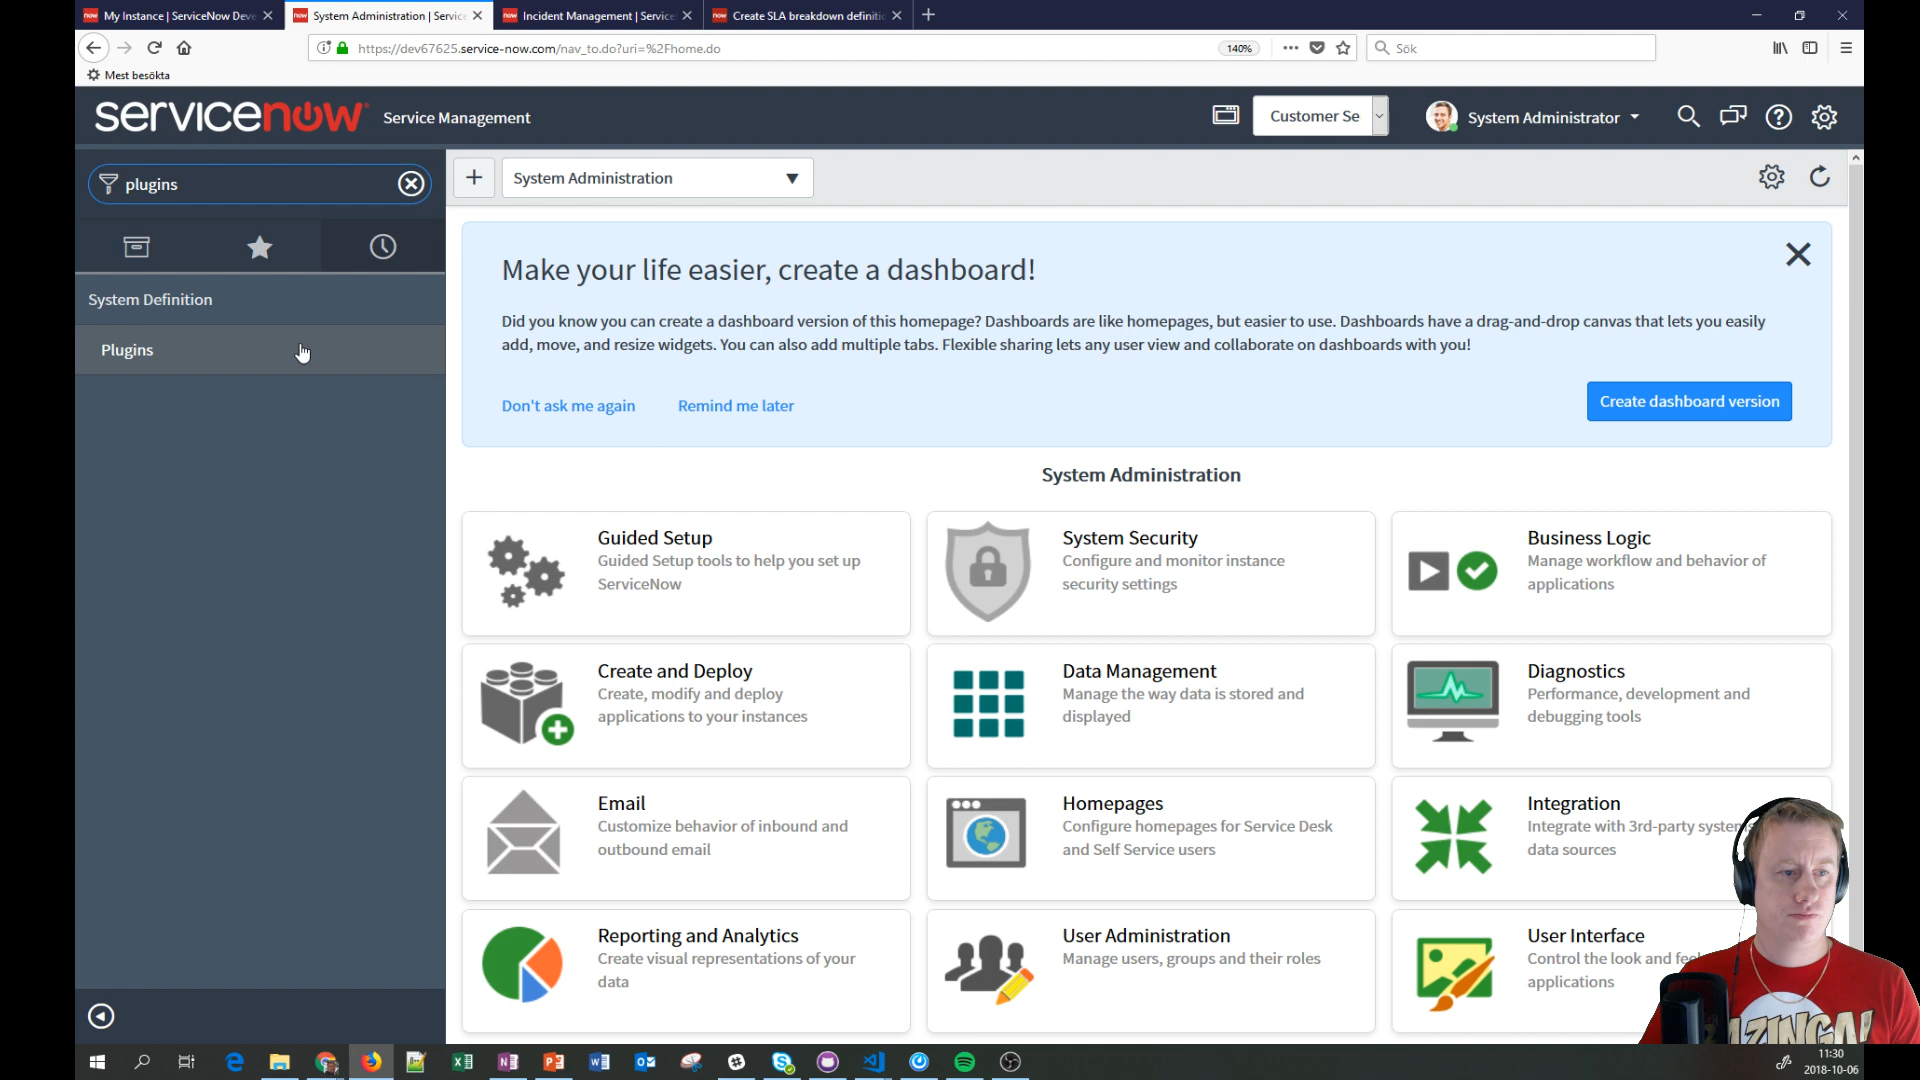 My Instance | ServiceNow Deve
System Administration | Service
Incident Management | Service
Create SLA breakdown definitio
https://dev67625.service-now.com/nav_to.do?uri=%2Fhome.do
140%
Sök
Mest besökta
servicenow
Service Management
Customer Se
System Administrator
plugins
System Administration
System Definition
Plugins
Make your life easier, create a dashboard!
Did you know you can create a dashboard version of this homepage? Dashboards are like homepages, but easier to use. Dashboards have a drag-and-drop canvas that lets you easily
add, move, and resize widgets. You can also add multiple tabs. Flexible sharing lets any user view and collaborate on dashboards with you!
Don't ask me again
Remind me later
Create dashboard version
System Administration
Guided Setup
Guided Setup tools to help you set up
ServiceNow
System Security
Configure and monitor instance
security settings
Business Logic
Manage workflow and behavior of
applications
Create and Deploy
Create, modify and deploy
applications to your instances
Data Management
Manage the way data is stored and
displayed
Diagnostics
Performance, development and
debugging tools
Email
Customize behavior of inbound and
outbound email
Homepages
Configure homepages for Service Desk
and Self Service users
Integration
Integrate with 3rd-party systems
data sources
Reporting and Analytics
Create visual representations of your
data
User Administration
Manage users, groups and their roles
User Interface
Control the look and feel
applications
AZINGA!
11:30
2018-10-06